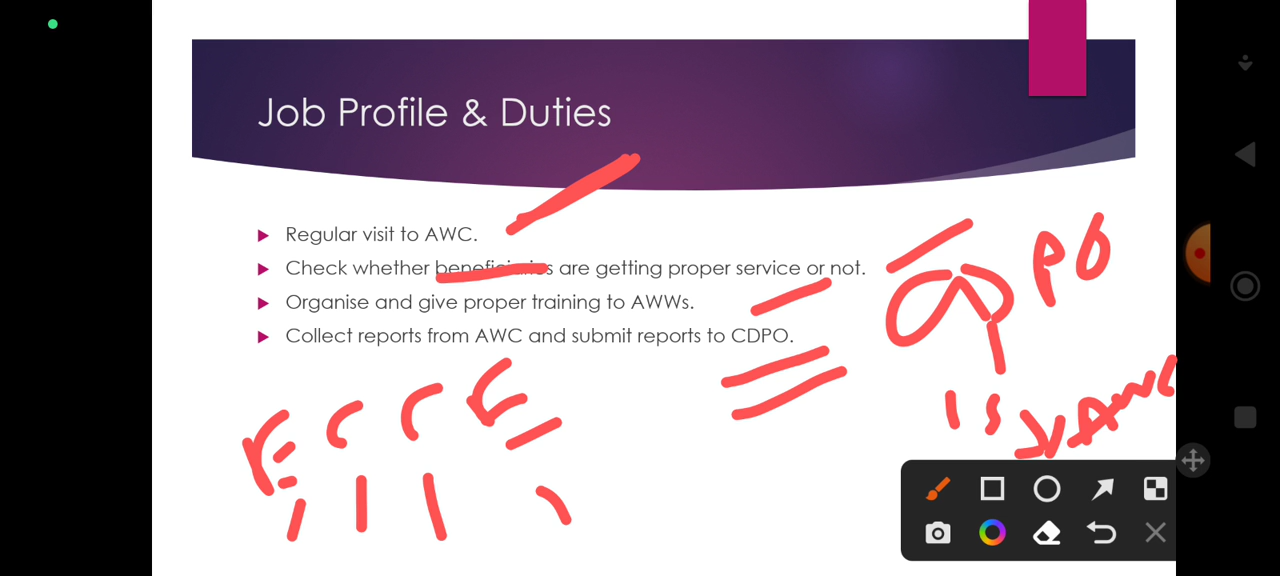 Job Profile & Duties
Regular visit to AWC.
Check whether beneficiaries are getting proper service or not.
Organise and give proper training to AWWs.
Collect reports from AWC and submit reports to CDPO.
E C C E